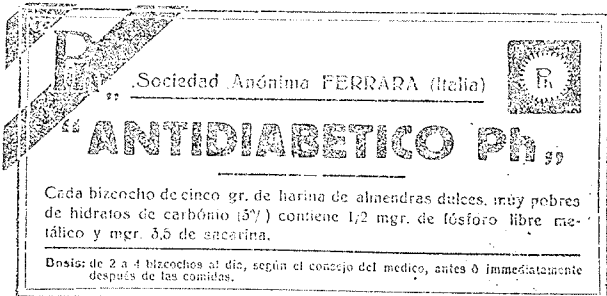 Ph„
Ph
Sociedad Anónima FERRARA (Italia)
“ANTIDIABETICO Ph„
Cada bizcocho de cinco gr. de harina de almendras dulces, muy pobres
de hidratos de carbónio (5%) contiene 1,2 mgr. de fósforo libre me-
tálico y mgr. 3,5 de sacarina.
Dosis: de 2 a 4 bizcochos al día, según el consejo del medico, antes ó immediatamente
después de las comidas.